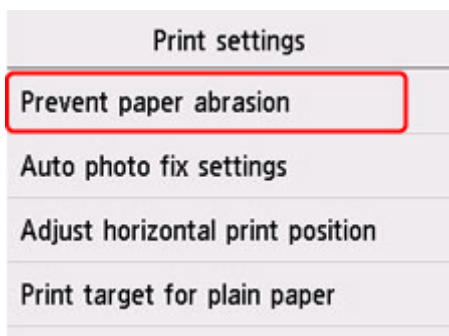 Print settings
Prevent paper abrasion
Auto photo fix settings
Adjust horizontal print position
Print target for plain paper